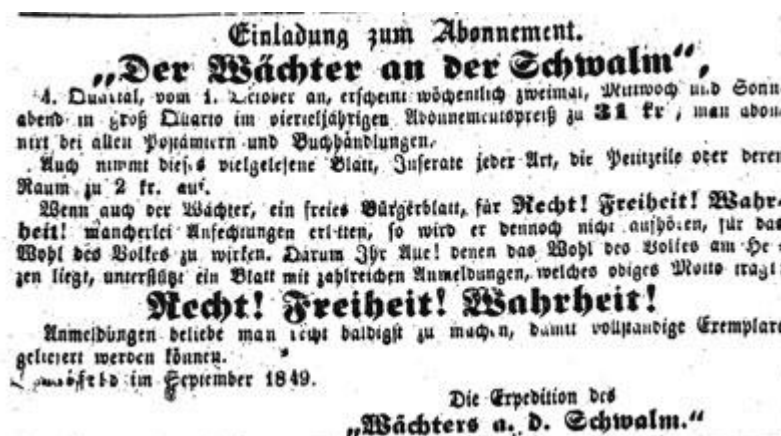 Einladung zum Abonnement.
„Der Wächter an der Schwalm“,
4. Quartal, vom 1. October an, erscheint wöchentlich zweimal, Mittwoch und Sonn-
abend in groß Quarto im vierteljährigen Abonnementspreiß zu 31 kr, man abon-
nirt bei allen Postämtern und Buchhandlungen.
Auch nimmt dieses vielgelesene Blatt, Inserate jeder Art, die Petitzeile oder deren
Raum zu 2 kr. auf.
Wenn auch der Wächter, ein freies Bürgerblatt, für Recht! Freiheit! Wahr-
heit! mancherlei Anfechtungen erlitten, so wird er dennoch nicht aufhören, für das
Wohl des Volkes zu wirken. Darum Ihr Alle! denen das Wohl des Volkes am Her-
zen liegt, unterstützt ein Blatt mit zahlreichen Anmeldungen, welches obiges Motto trägt
Recht! Freiheit! Wahrheit!
Anmeldungen beliebe man recht baldigst zu machen, damit vollständige Exemplare
geliefert werden können.
im September 1849.
Die Expedition des
„Wächters a. d. Schwalm.“